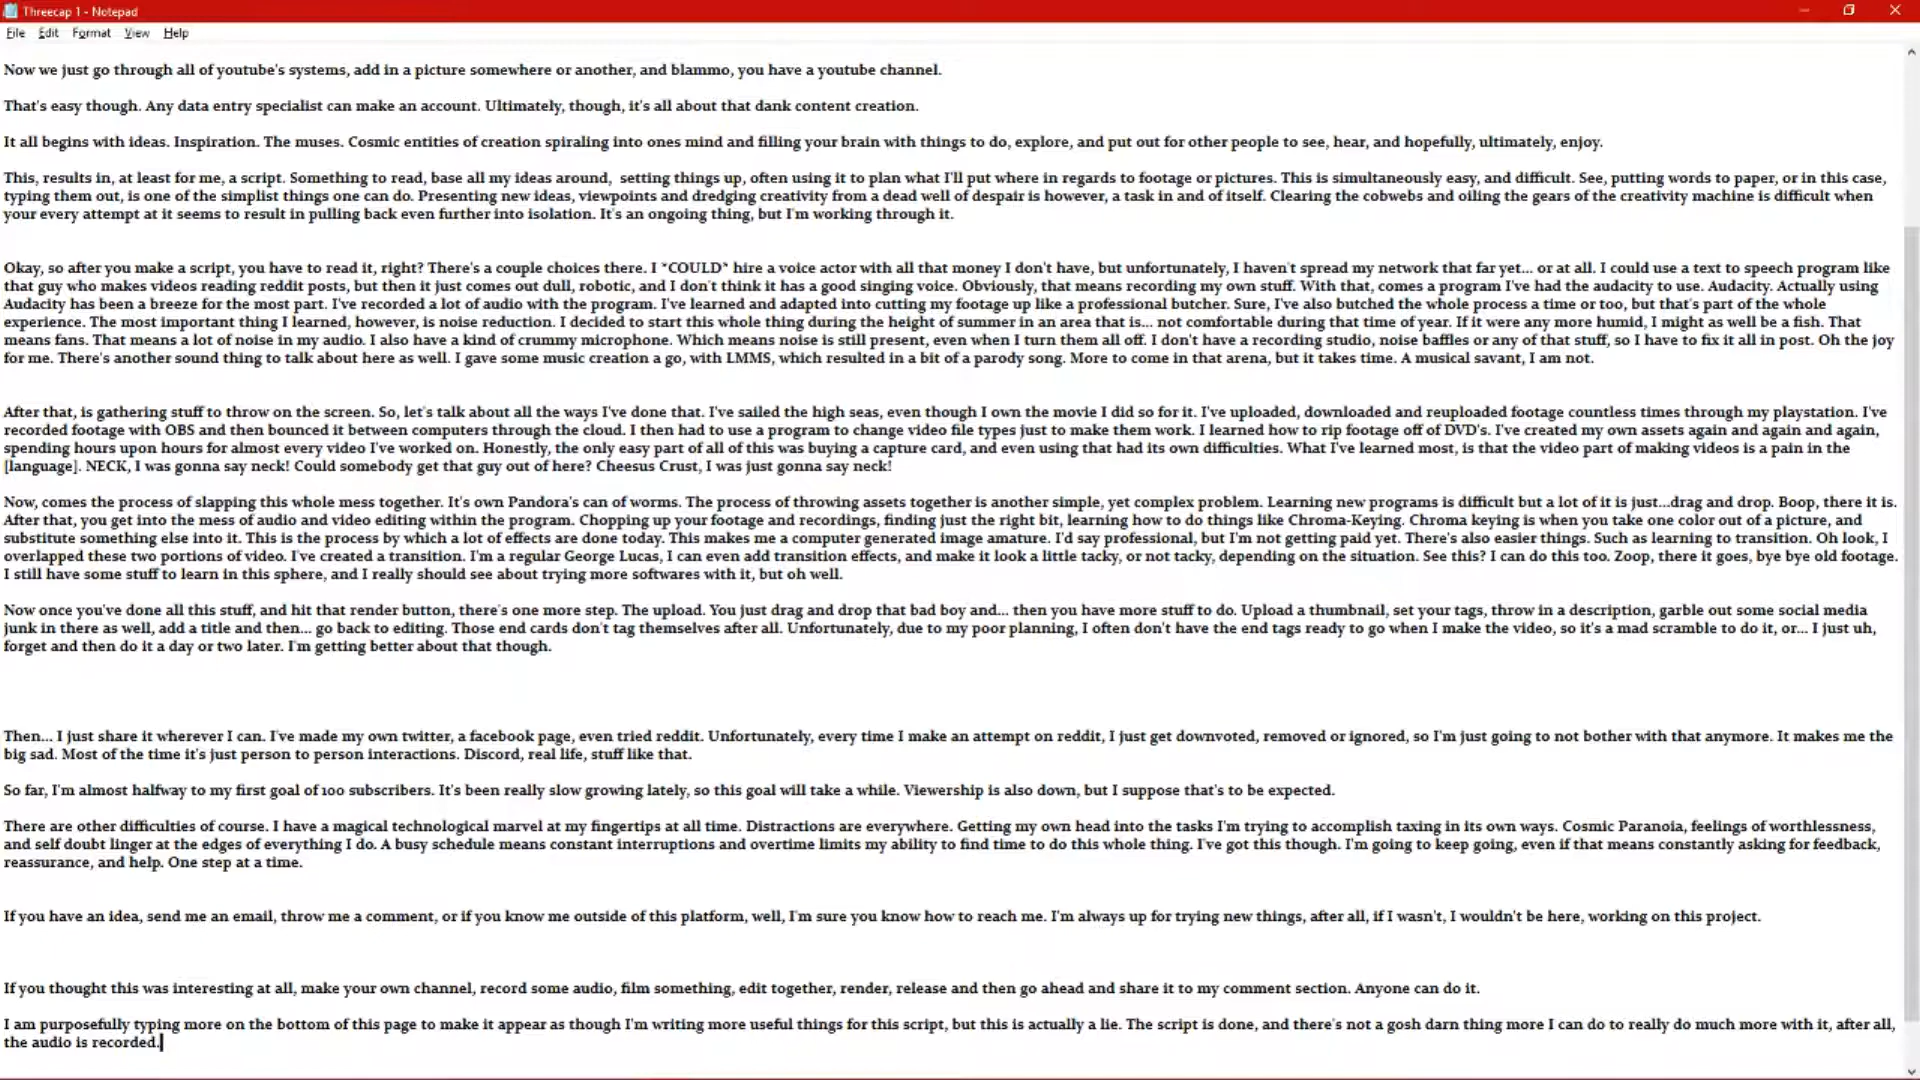 Threecap 1 - Notepad
File Edit Format View Help
Now we just go through all of youtube's systems, add in a picture somewhere or another, and blammo, you have a youtube channel.
That's easy though. Any data entry specialist can make an account. Ultimately, though, it's all about that dank content creation.
It all begins with ideas. Inspiration. The muses. Cosmic entities of creation spiraling into ones mind and filling your brain with things to do, explore, and put out for other people to see, hear, and hopefully, ultimately, enjoy.
This, results in, at least for me, a script. Something to read, base all my ideas around,  setting things up, often using it to plan what I'll put where in regards to footage or pictures. This is simultaneously easy, and difficult. See, putting words to paper, or in this case,
typing them out, is one of the simplist things one can do. Presenting new ideas, viewpoints and dredging creativity from a dead well of despair is however, a task in and of itself. Clearing the cobwebs and oiling the gears of the creativity machine is difficult when
your every attempt at it seems to result in pulling back even further into isolation. It's an ongoing thing, but I'm working through it.
Okay, so after you make a script, you have to read it, right? There's a couple choices there. I *COULD* hire a voice actor with all that money I don't have, but unfortunately, I haven't spread my network that far yet... or at all. I could use a text to speech program like
that guy who makes videos reading reddit posts, but then it just comes out dull, robotic, and I don't think it has a good singing voice. Obviously, that means recording my own stuff. With that, comes a program I've had the audacity to use. Audacity. Actually using
Audacity has been a breeze for the most part. I've recorded a lot of audio with the program. I've learned and adapted into cutting my footage up like a professional butcher. Sure, I've also butched the whole process a time or too, but that's part of the whole
experience. The most important thing I learned, however, is noise reduction. I decided to start this whole thing during the height of summer in an area that is... not comfortable during that time of year. If it were any more humid, I might as well be a fish. That
means fans. That means a lot of noise in my audio. I also have a kind of crummy microphone. Which means noise is still present, even when I turn them all off. I don't have a recording studio, noise baffles or any of that stuff, so I have to fix it all in post. Oh the joy
for me. There's another sound thing to talk about here as well. I gave some music creation a go, with LMMS, which resulted in a bit of a parody song. More to come in that arena, but it takes time. A musical savant, I am not.
After that, is gathering stuff to throw on the screen. So, let's talk about all the ways I've done that. I've sailed the high seas, even though I own the movie I did so for it. I've uploaded, downloaded and reuploaded footage countless times through my playstation. I've
recorded footage with OBS and then bounced it between computers through the cloud. I then had to use a program to change video file types just to make them work. I learned how to rip footage off of DVD's. I've created my own assets again and again and again,
spending hours upon hours for almost every video I've worked on. Honestly, the only easy part of all of this was buying a capture card, and even using that had its own difficulties. What I've learned most, is that the video part of making videos is a pain in the
[language]. NECK, I was gonna say neck! Could somebody get that guy out of here? Cheesus Crust, I was just gonna say neck!
Now, comes the process of slapping this whole mess together. It's own Pandora's can of worms. The process of throwing assets together is another simple, yet complex problem. Learning new programs is difficult but a lot of it is just...drag and drop. Boop, there it is.
After that, you get into the mess of audio and video editing within the program. Chopping up your footage and recordings, finding just the right bit, learning how to do things like Chroma-Keying. Chroma keying is when you take one color out of a picture, and
substitute something else into it. This is the process by which a lot of effects are done today. This makes me a computer generated image amature. I'd say professional, but I'm not getting paid yet. There's also easier things. Such as learning to transition. Oh look, I
overlapped these two portions of video. I've created a transition. I'm a regular George Lucas, I can even add transition effects, and make it look a little tacky, or not tacky, depending on the situation. See this? I can do this too. Zoop, there it goes, bye bye old footage.
I still have some stuff to learn in this sphere, and I really should see about trying more softwares with it, but oh well.
Now once you've done all this stuff, and hit that render button, there's one more step. The upload. You just drag and drop that bad boy and... then you have more stuff to do. Upload a thumbnail, set your tags, throw in a description, garble out some social media
junk in there as well, add a title and then... go back to editing. Those end cards don't tag themselves after all. Unfortunately, due to my poor planning, I often don't have the end tags ready to go when I make the video, so it's a mad scramble to do it, or... I just uh,
forget and then do it a day or two later. I'm getting better about that though.
Then... I just share it wherever I can. I've made my own twitter, a facebook page, even tried reddit. Unfortunately, every time I make an attempt on reddit, I just get downvoted, removed or ignored, so I'm just going to not bother with that anymore. It makes me the
big sad. Most of the time it's just person to person interactions. Discord, real life, stuff like that.
So far, I'm almost halfway to my first goal of 100 subscribers. It's been really slow growing lately, so this goal will take a while. Viewership is also down, but I suppose that's to be expected.
There are other difficulties of course. I have a magical technological marvel at my fingertips at all time. Distractions are everywhere. Getting my own head into the tasks I'm trying to accomplish taxing in its own ways. Cosmic Paranoia, feelings of worthlessness,
and self doubt linger at the edges of everything I do. A busy schedule means constant interruptions and overtime limits my ability to find time to do this whole thing. I've got this though. I'm going to keep going, even if that means constantly asking for feedback,
reassurance, and help. One step at a time.
If you have an idea, send me an email, throw me a comment, or if you know me outside of this platform, well, I'm sure you know how to reach me. I'm always up for trying new things, after all, if I wasn't, I wouldn't be here, working on this project.
If you thought this was interesting at all, make your own channel, record some audio, film something, edit together, render, release and then go ahead and share it to my comment section. Anyone can do it.
I am purposefully typing more on the bottom of this page to make it appear as though I'm writing more useful things for this script, but this is actually a lie. The script is done, and there's not a gosh darn thing more I can do to really do much more with it, after all,
the audio is recorded.